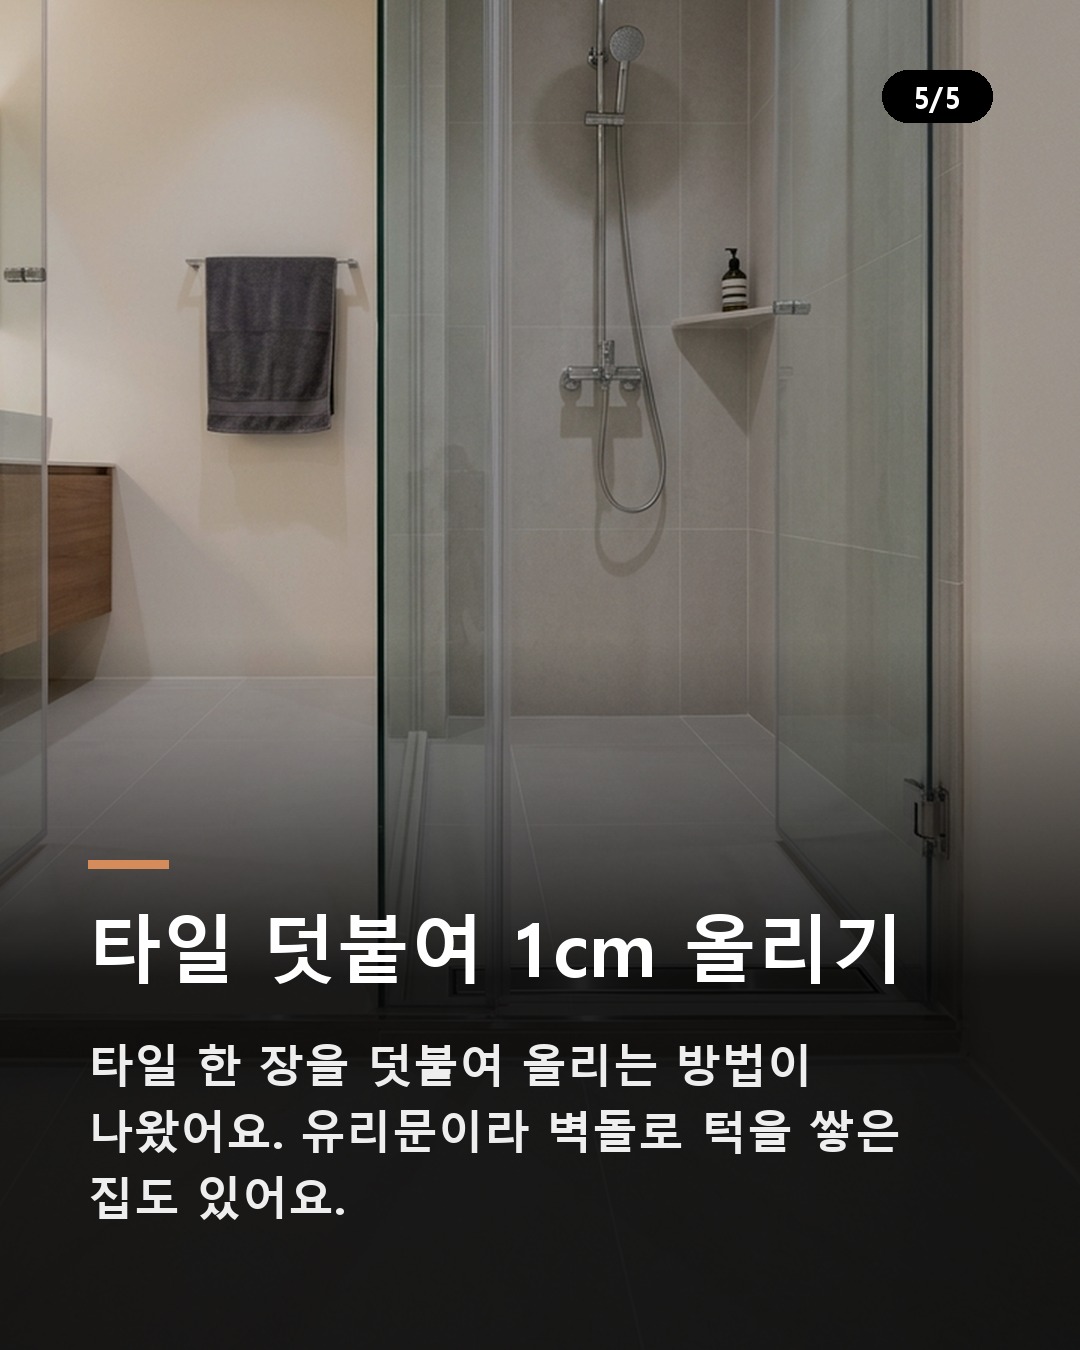 5/5
타일 덧붙여 1cm 올리기
타일 한 장을 덧붙여 올리는 방법이
나왔어요. 유리문이라 벽돌로 턱을 쌓은
집도 있어요.